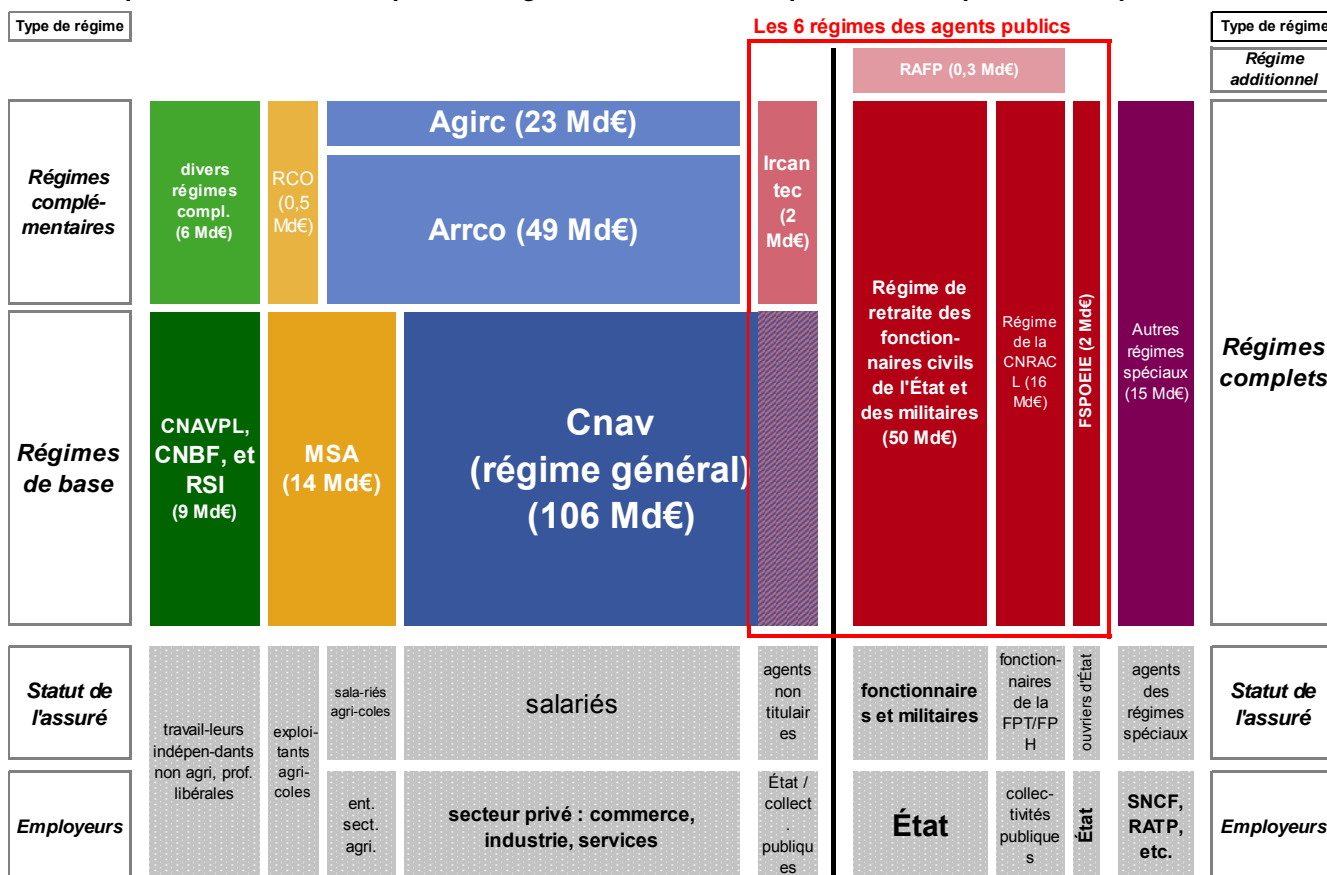 Type de régime
Les 6 régimes des agents publics
Type de régime
RAFP (0,3 Md€)
Régime
additionnel
Régimes
complé-
mentaires
divers
régimes
compl.
(6 Md€)
RCO
(0,5
Md€)
Agirc (23 Md€)
Arrco (49 Md€)
Ircan
tec
(2
Md€)
Régime de
retraite des
fonction-
naires civils
de l'État et
des militaires
(50 Md€)
Régime
de la
CNRAC
L (16
Md€)
FSPOEIE (2 Md€)
Autres
régimes
spéciaux
(15 Md€)
Régimes
complets
Régimes
de base
CNAVPL,
CNBF, et
RSI
(9 Md€)
MSA
(14 Md€)
Cnav
(régime général)
(106 Md€)
Statut de
l'assuré
travail-leurs
indépen-dants
non agri, prof.
libérales
exploi-
tants
agri-
coles
sala-riés
agri-coles
salariés
agents
non
titulair
es
fonctionnaire
s et militaires
fonction-
naires
de la
FPT/FP
H
ouvriers d'État
agents
des
régimes
spéciaux
Statut de
l'assuré
Employeurs
ent.
sect.
agri.
secteur privé : commerce,
industrie, services
État /
collect
.
publiqu
es
État
collec-
tivités
publique
s
État
SNCF,
RATP,
etc.
Employeurs